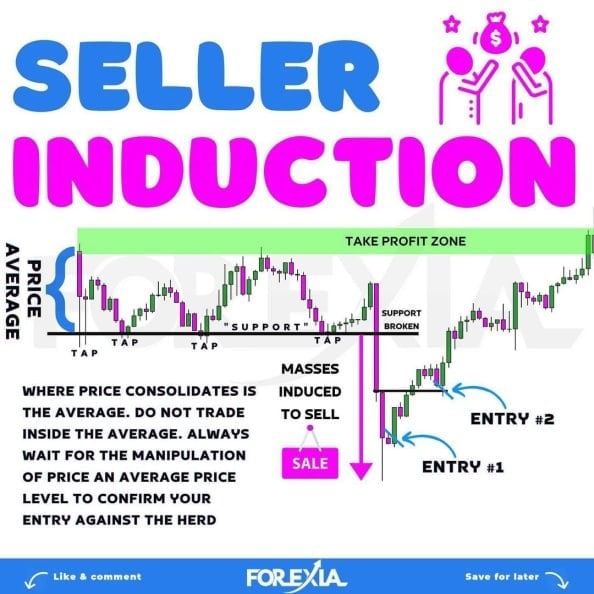 SELLER
INDUCTION
TAKE PROFIT ZONE
PRICE
AVERAGE
"SUPPORT"
SUPPORT
BROKEN
TAP
TAP
TAP
TAP
MASSES
INDUCED
TO SELL
SALE
ENTRY #2
ENTRY #1
WHERE PRICE CONSOLIDATES IS
THE AVERAGE. DO NOT TRADE
INSIDE THE AVERAGE. ALWAYS
WAIT FOR THE MANIPULATION
OF PRICE AN AVERAGE PRICE
LEVEL TO CONFIRM YOUR
ENTRY AGAINST THE HERD
Like & comment
FOREXIA
Save for later